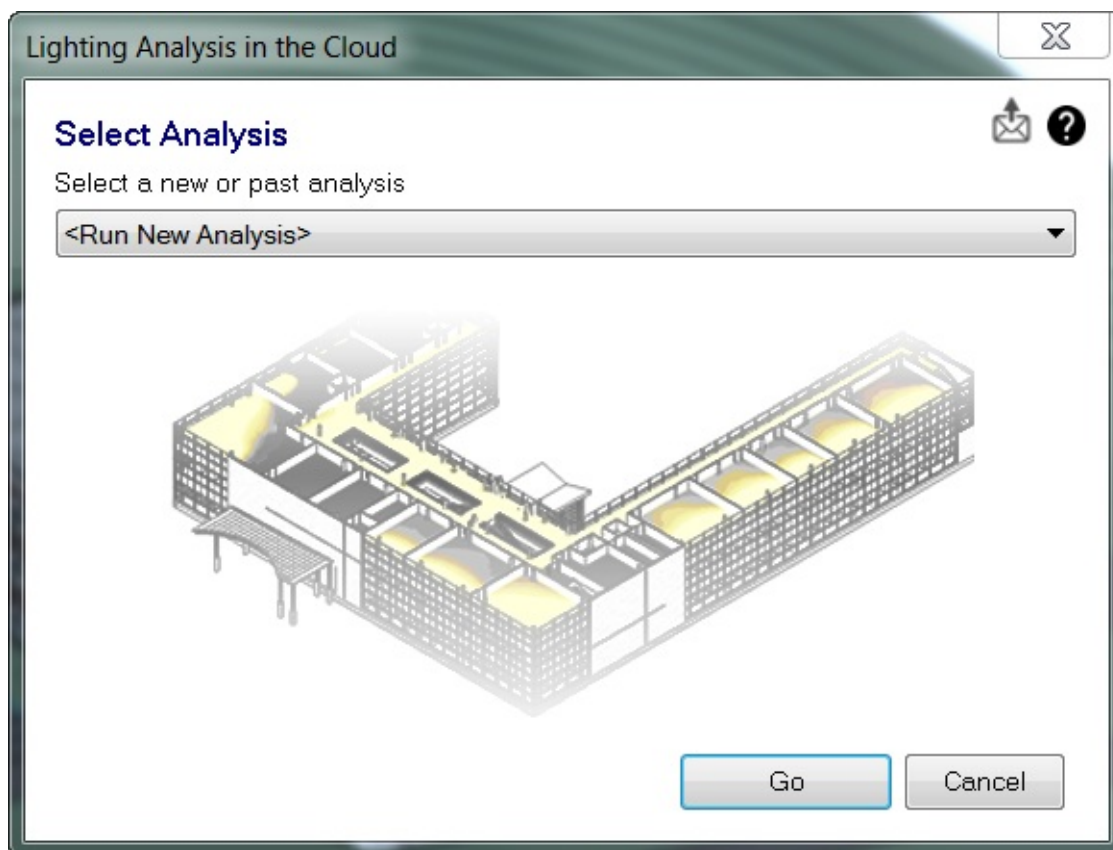 Lighting Analysis in the Cloud
Select Analysis
Select a new or past analysis
<Run New Analysis>
Go
Cancel